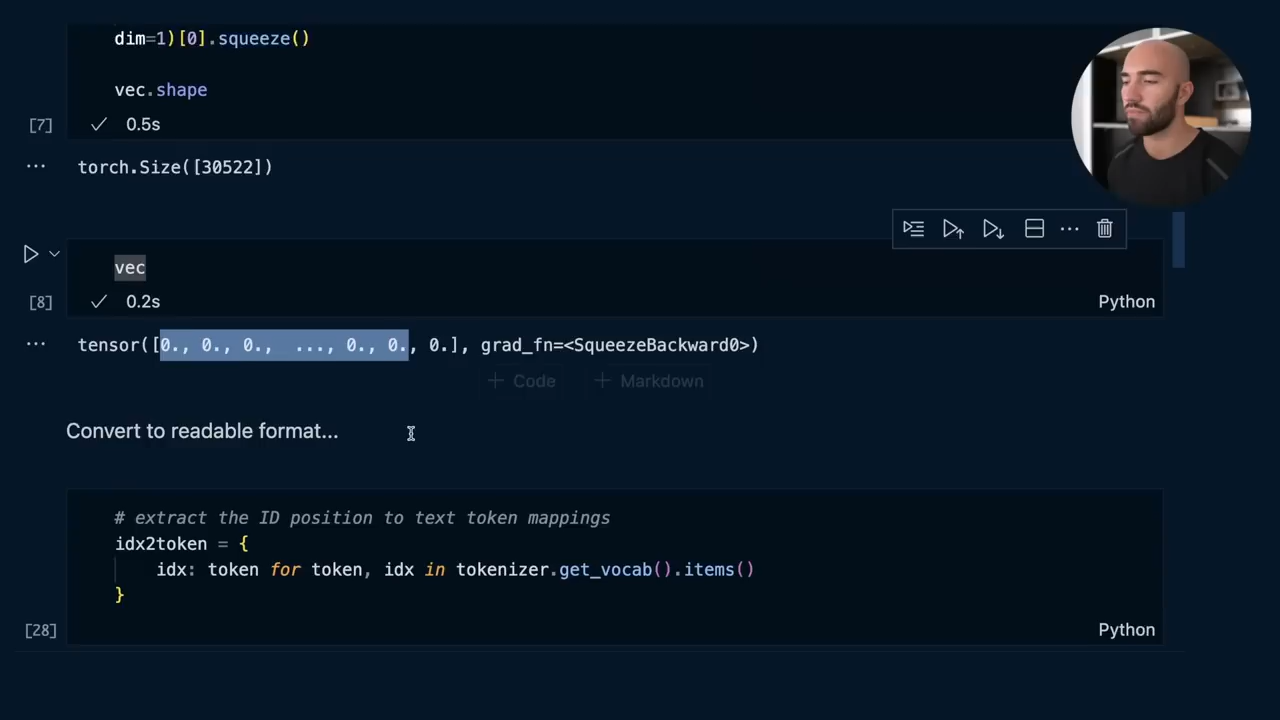 dim=1)[0].squeeze()
vec.shape
[7] 0.5s
... torch.Size([30522])
vec
[8] 0.2s Python
... tensor([0., 0., 0.,  ..., 0., 0., 0.], grad_fn=<SqueezeBackward0>)
+ Code + Markdown
Convert to readable format...
# extract the ID position to text token mappings
idx2token = {
    idx: token for token, idx in tokenizer.get_vocab().items()
}
[28] Python